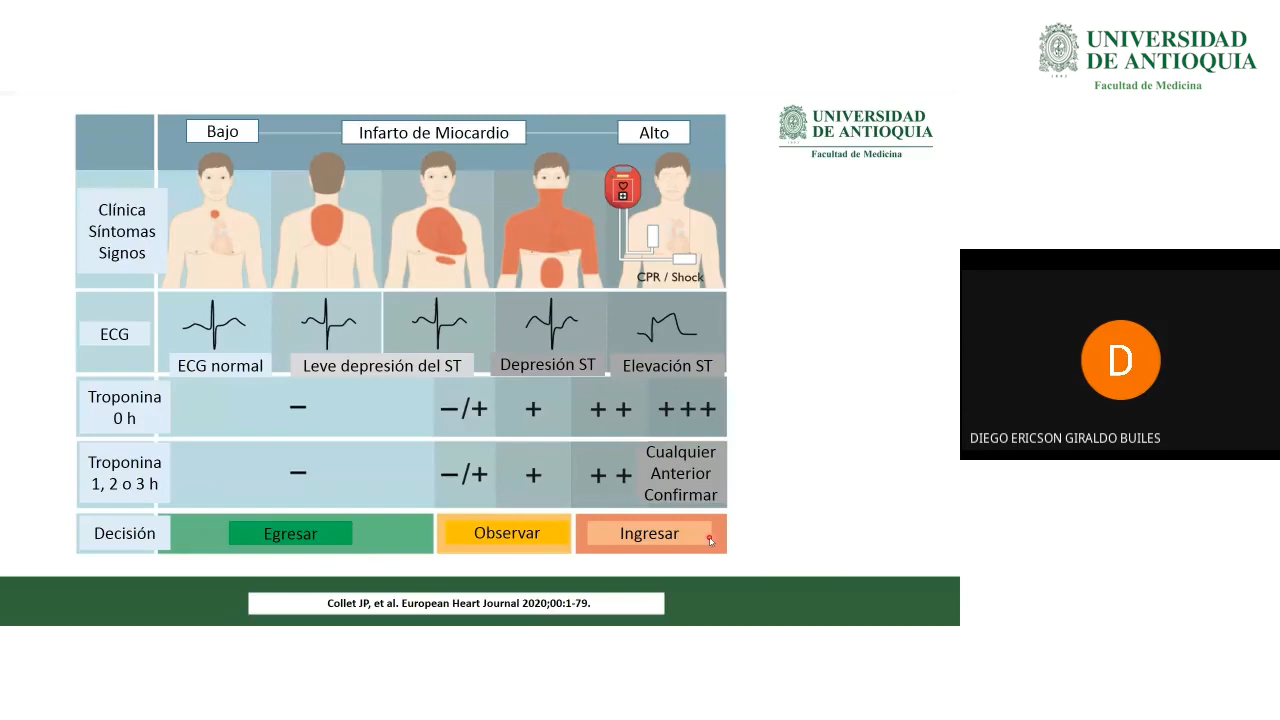 UNIVERSIDAD
DE ANTIOQUIA
1803
Facultad de Medicina
UNIVERSIDAD
DE ANTIOQUIA
Facultad de Medicina
Bajo
Infarto de Miocardio
Alto
Clínica
Síntomas
Signos
CPR / Shock
ECG
ECG normal
Leve depresión del ST
Depresión ST
Elevación ST
Troponina
0 h
−
−/+
+
+ +
+++
Troponina
1, 2 o 3 h
−
−/+
+
+ +
Cualquier
Anterior
Confirmar
Decisión
Egresar
Observar
Ingresar
Collet JP, et al. European Heart Journal 2020;00:1-79.
D
DIEGO ERICSON GIRALDO BUILES